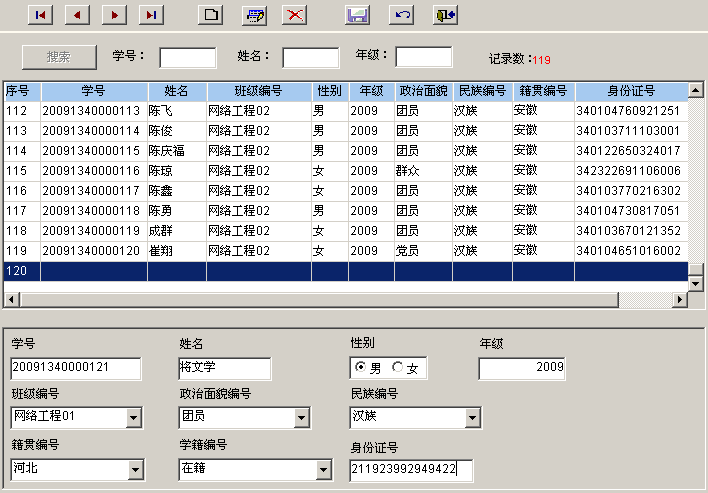 搜索 学号： 姓名： 年级： 记录数：119
序号 学号 姓名 班级编号 性别 年级 政治面貌 民族编号 籍贯编号 身份证号
112 20091340000113 陈飞 网络工程02 男 2009 团员 汉族 安徽 340104760921251
113 20091340000114 陈俊 网络工程02 男 2009 团员 汉族 安徽 340103711103001
114 20091340000115 陈庆福 网络工程02 男 2009 团员 汉族 安徽 340122650324017
115 20091340000116 陈琼 网络工程02 女 2009 群众 汉族 安徽 342322691106006
116 20091340000117 陈鑫 网络工程02 女 2009 团员 汉族 安徽 340103770216302
117 20091340000118 陈勇 网络工程02 男 2009 团员 汉族 安徽 340104730817051
118 20091340000119 成群 网络工程02 女 2009 团员 汉族 安徽 340103670121352
119 20091340000120 崔翔 网络工程02 女 2009 党员 汉族 安徽 340104651016002
120
学号 姓名 性别 年级
20091340000121 将文学 男 女 2009
班级编号 政治面貌编号 民族编号
网络工程01 团员 汉族
籍贯编号 学籍编号 身份证号
河北 在籍 211923992949422